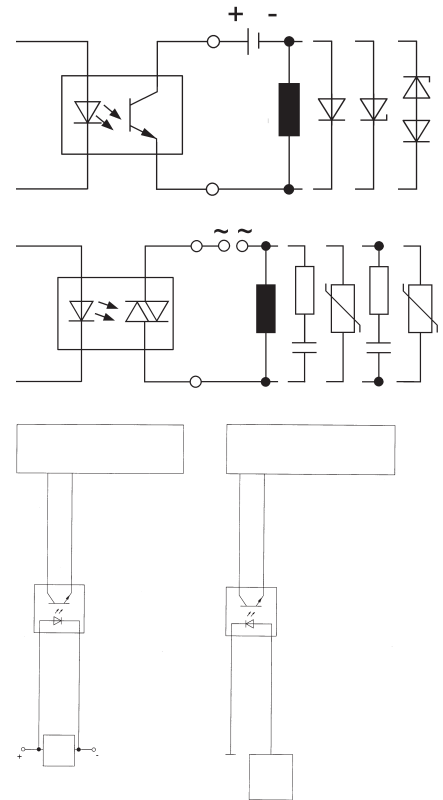 + -
~ ~
+ -